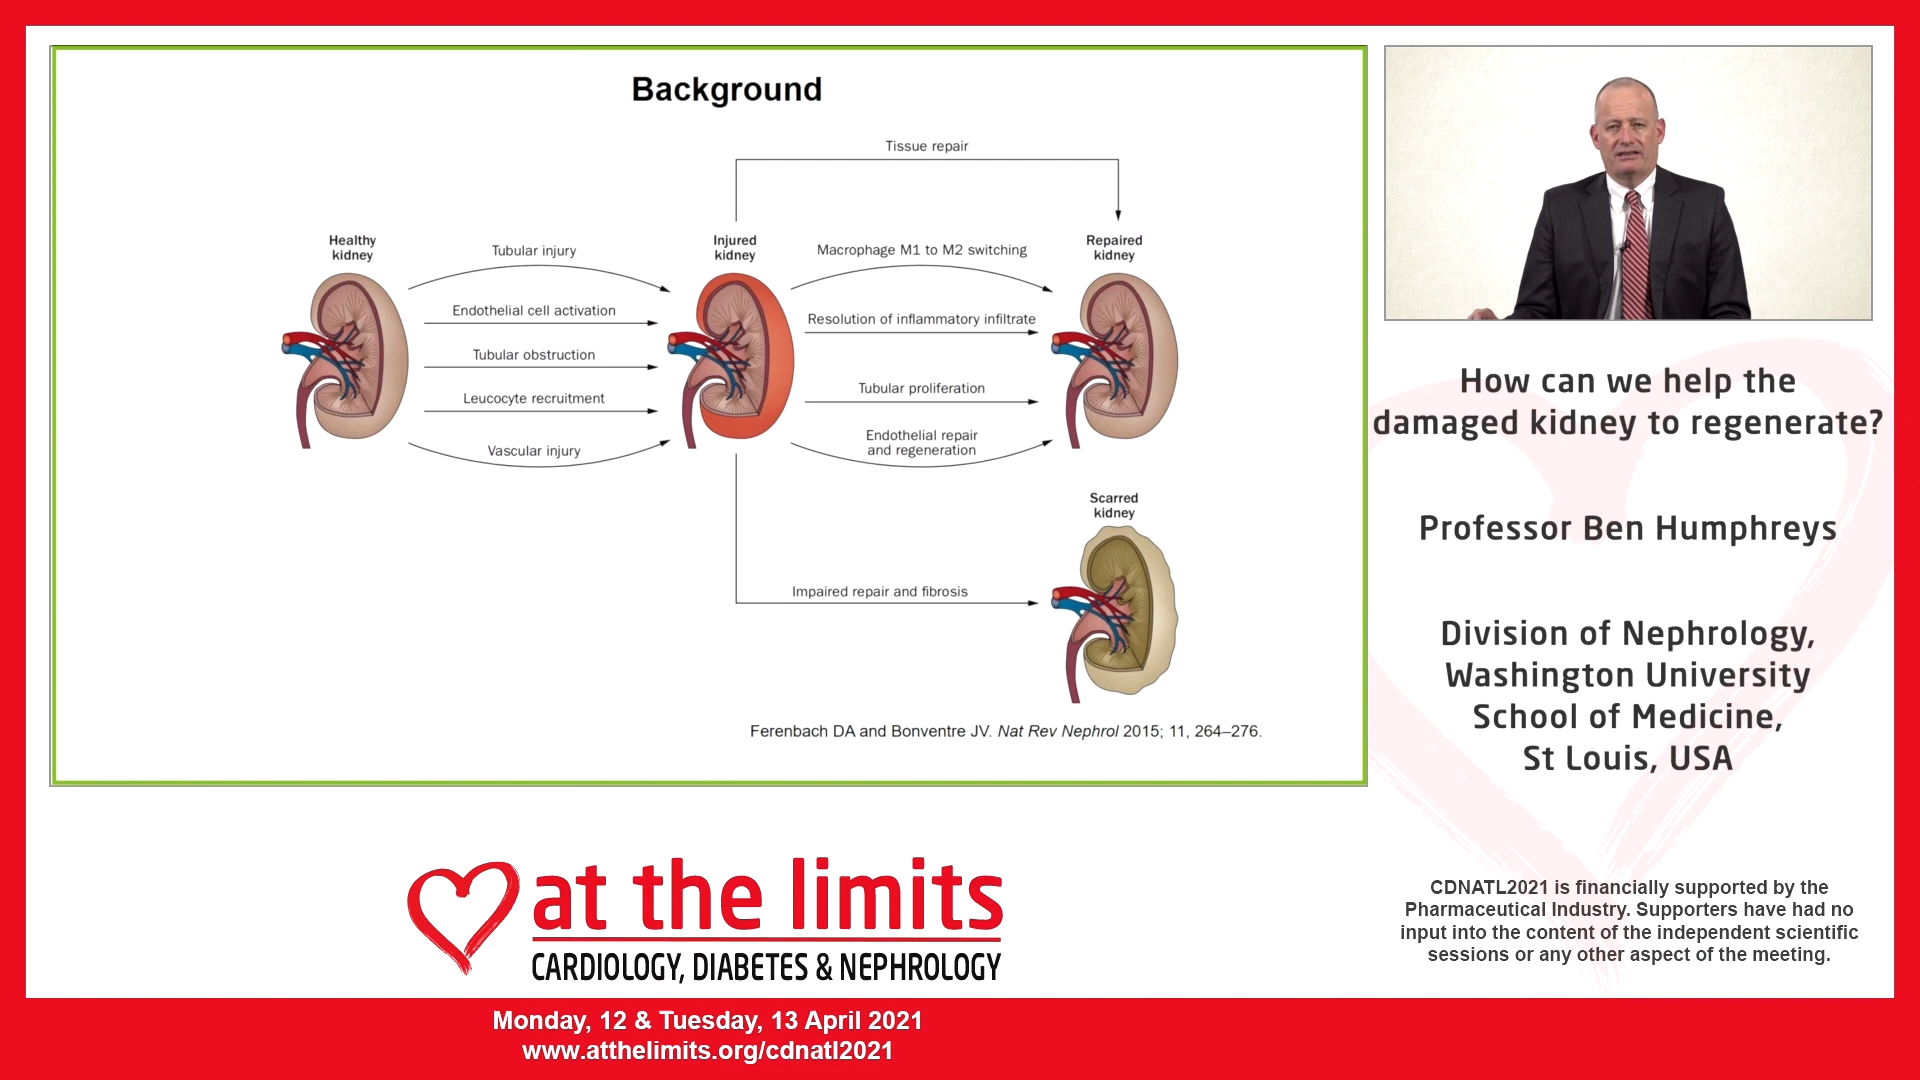 Background
Tissue repair
Healthy
kidney
Tubular injury
Endothelial cell activation
Tubular obstruction
Leucocyte recruitment
Vascular injury
Injured
kidney
Macrophage M1 to M2 switching
Resolution of inflammatory infiltrate
Tubular proliferation
Endothelial repair
and regeneration
Repaired
kidney
Scarred
kidney
Impaired repair and fibrosis
Ferenbach DA and Bonventre JV. Nat Rev Nephrol 2015; 11, 264–276.
How can we help the
damaged kidney to regenerate?
Professor Ben Humphreys
Division of Nephrology,
Washington University
School of Medicine,
St Louis, USA
CDNATL2021 is financially supported by the
Pharmaceutical Industry. Supporters have had no
input into the content of the independent scientific
sessions or any other aspect of the meeting.
at the limits
CARDIOLOGY, DIABETES & NEPHROLOGY
Monday, 12 & Tuesday, 13 April 2021
www.atthelimits.org/cdnatl2021